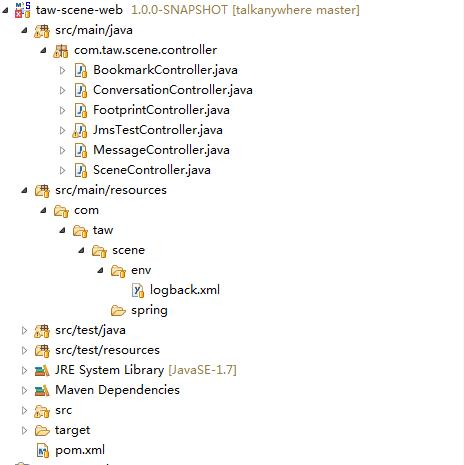 taw-scene-web 1.0.0-SNAPSHOT [talkanywhere master]
src/main/java
com.taw.scene.controller
BookmarkController.java
ConversationController.java
FootprintController.java
JmsTestController.java
MessageController.java
SceneController.java
src/main/resources
com
taw
scene
env
logback.xml
spring
src/test/java
src/test/resources
JRE System Library [JavaSE-1.7]
Maven Dependencies
src
target
pom.xml